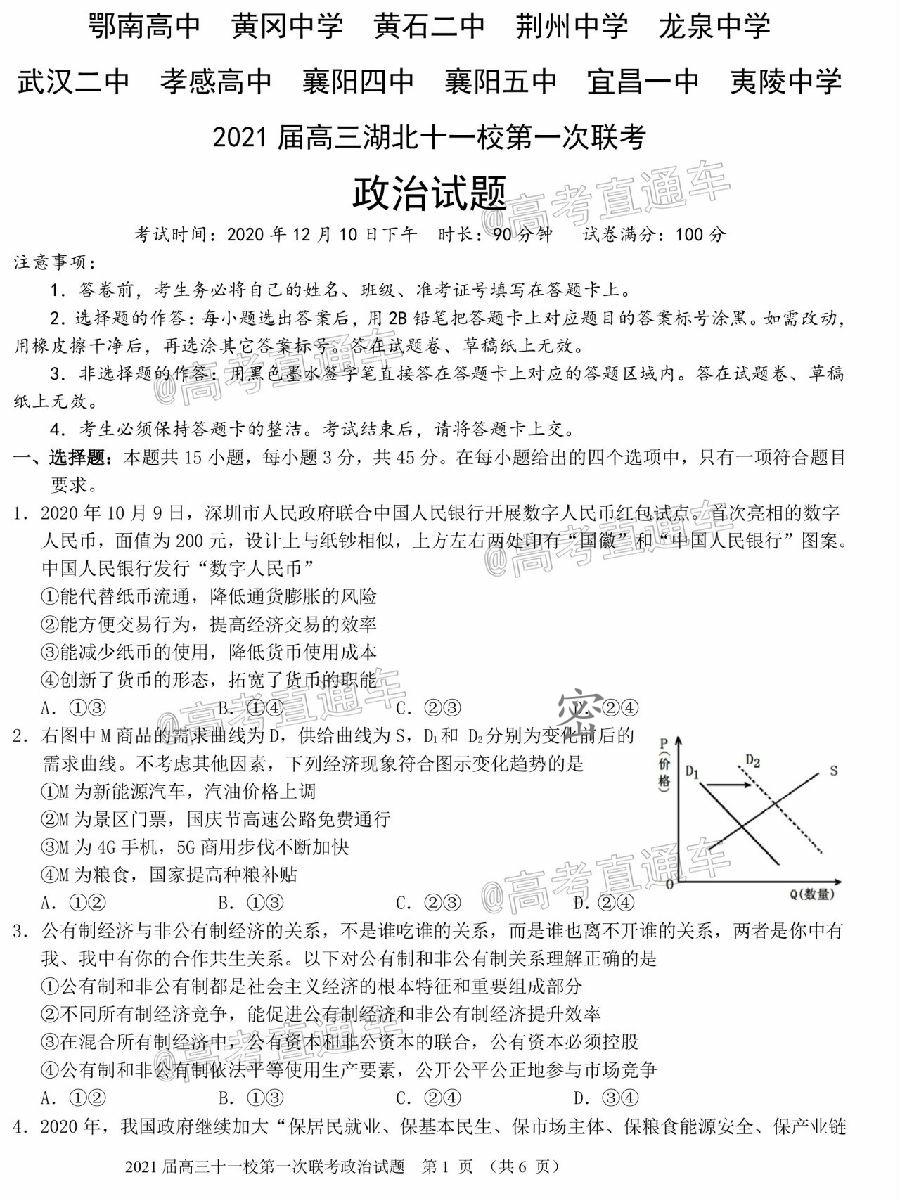 鄂南高中 黄冈中学 黄石二中 荆州中学 龙泉中学
武汉二中 孝感高中 襄阳四中 襄阳五中 宜昌一中 夷陵中学
2021 届高三湖北十一校第一次联考
政治试题
@高考直通车
考试时间：2020 年 12 月 10 日下午 时长：90 分钟 试卷满分：100 分
注意事项：
1．答卷前，考生务必将自己的姓名、班级、准考证号填写在答题卡上。
2．选择题的作答：每小题选出答案后，用 2B 铅笔把答题卡上对应题目的答案标号涂黑。如需改动，
用橡皮擦干净后，再选涂其它答案标号。答在试题卷、草稿纸上无效。
@高考直通车
3．非选择题的作答：用黑色墨水签字笔直接答在答题卡上对应的答题区域内。答在试题卷、草稿
纸上无效。
4．考生必须保持答题卡的整洁。考试结束后，请将答题卡上交。
一、选择题：本题共 15 小题，每小题 3 分，共 45 分。在每小题给出的四个选项中，只有一项符合题目
要求。
1．2020 年 10 月 9 日，深圳市人民政府联合中国人民银行开展数字人民币红包试点。首次亮相的数字
人民币，面值为 200 元，设计上与纸钞相似，上方左右两处印有“国徽”和“中国人民银行”图案。
@高考直通车
中国人民银行发行“数字人民币”
①能代替纸币流通，降低通货膨胀的风险
②能方便交易行为，提高经济交易的效率
③能减少纸币的使用，降低货币使用成本
④创新了货币的形态，拓宽了货币的职能
@高考直通车
A．①③ B．①④ C．②③ D．②④
密
2．右图中 M 商品的需求曲线为 D，供给曲线为 S，D₁和 D₂分别为变化前后的
需求曲线。不考虑其他因素，下列经济现象符合图示变化趋势的是
①M 为新能源汽车，汽油价格上调
②M 为景区门票，国庆节高速公路免费通行
③M 为 4G 手机，5G 商用步伐不断加快
④M 为粮食，国家提高种粮补贴
A．①② B．①③ C．②③ D．②④
P
(价格)
D₁
D₂
S
0
Q(数量)
@高考直通车
3．公有制经济与非公有制经济的关系，不是谁吃谁的关系，而是谁也离不开谁的关系，两者是你中有
我、我中有你的合作共生关系。以下对公有制和非公有制关系理解正确的是
①公有制和非公有制都是社会主义经济的根本特征和重要组成部分
②不同所有制经济竞争，能促进公有制经济和非公有制经济提升效率
③在混合所有制经济中，公有资本和非公资本的联合，公有资本必须控股
@高考直通车
④公有制和非公有制依法平等使用生产要素，公开公平公正地参与市场竞争
A．①② B．①③ C．②④ D．③④
4．2020 年，我国政府继续加大“保居民就业、保基本民生、保市场主体、保粮食能源安全、保产业链
2021 届高三十一校第一次联考政治试题 第 1 页 （共 6 页）